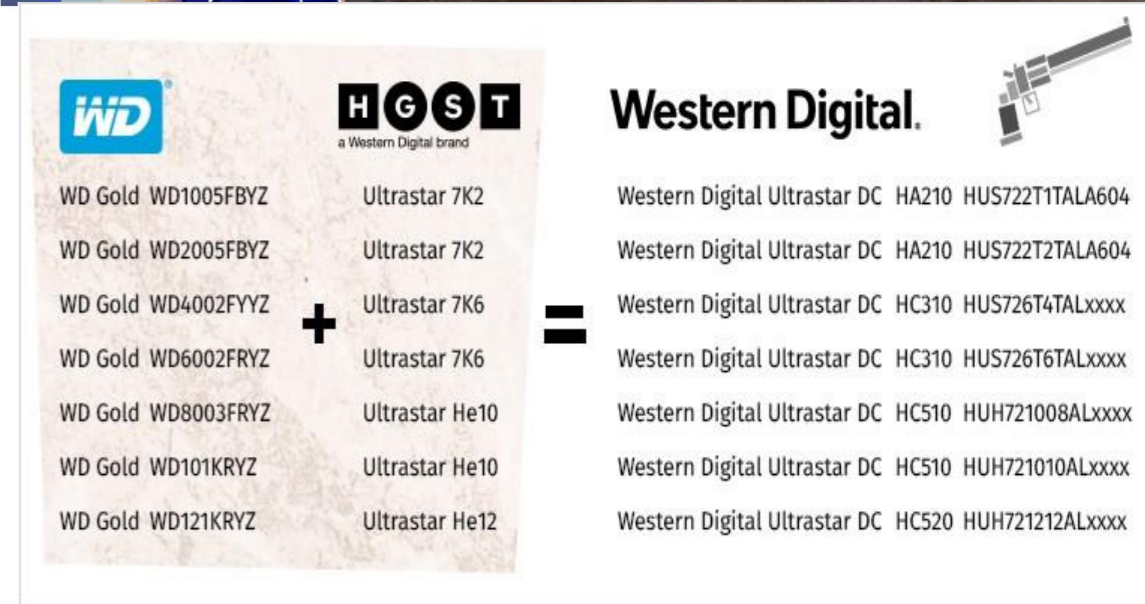 WD®
HGST
a Western Digital brand
Western Digital.
WD Gold WD1005FBYZ Ultrastar 7K2 Western Digital Ultrastar DC HA210 HUS722T1TALA604
WD Gold WD2005FBYZ Ultrastar 7K2 Western Digital Ultrastar DC HA210 HUS722T2TALA604
WD Gold WD4002FYYZ Ultrastar 7K6 Western Digital Ultrastar DC HC310 HUS726T4TALxxxx
+ =
WD Gold WD6002FRYZ Ultrastar 7K6 Western Digital Ultrastar DC HC310 HUS726T6TALxxxx
WD Gold WD8003FRYZ Ultrastar He10 Western Digital Ultrastar DC HC510 HUH721008ALxxxx
WD Gold WD101KRYZ Ultrastar He10 Western Digital Ultrastar DC HC510 HUH721010ALxxxx
WD Gold WD121KRYZ Ultrastar He12 Western Digital Ultrastar DC HC520 HUH721212ALxxxx